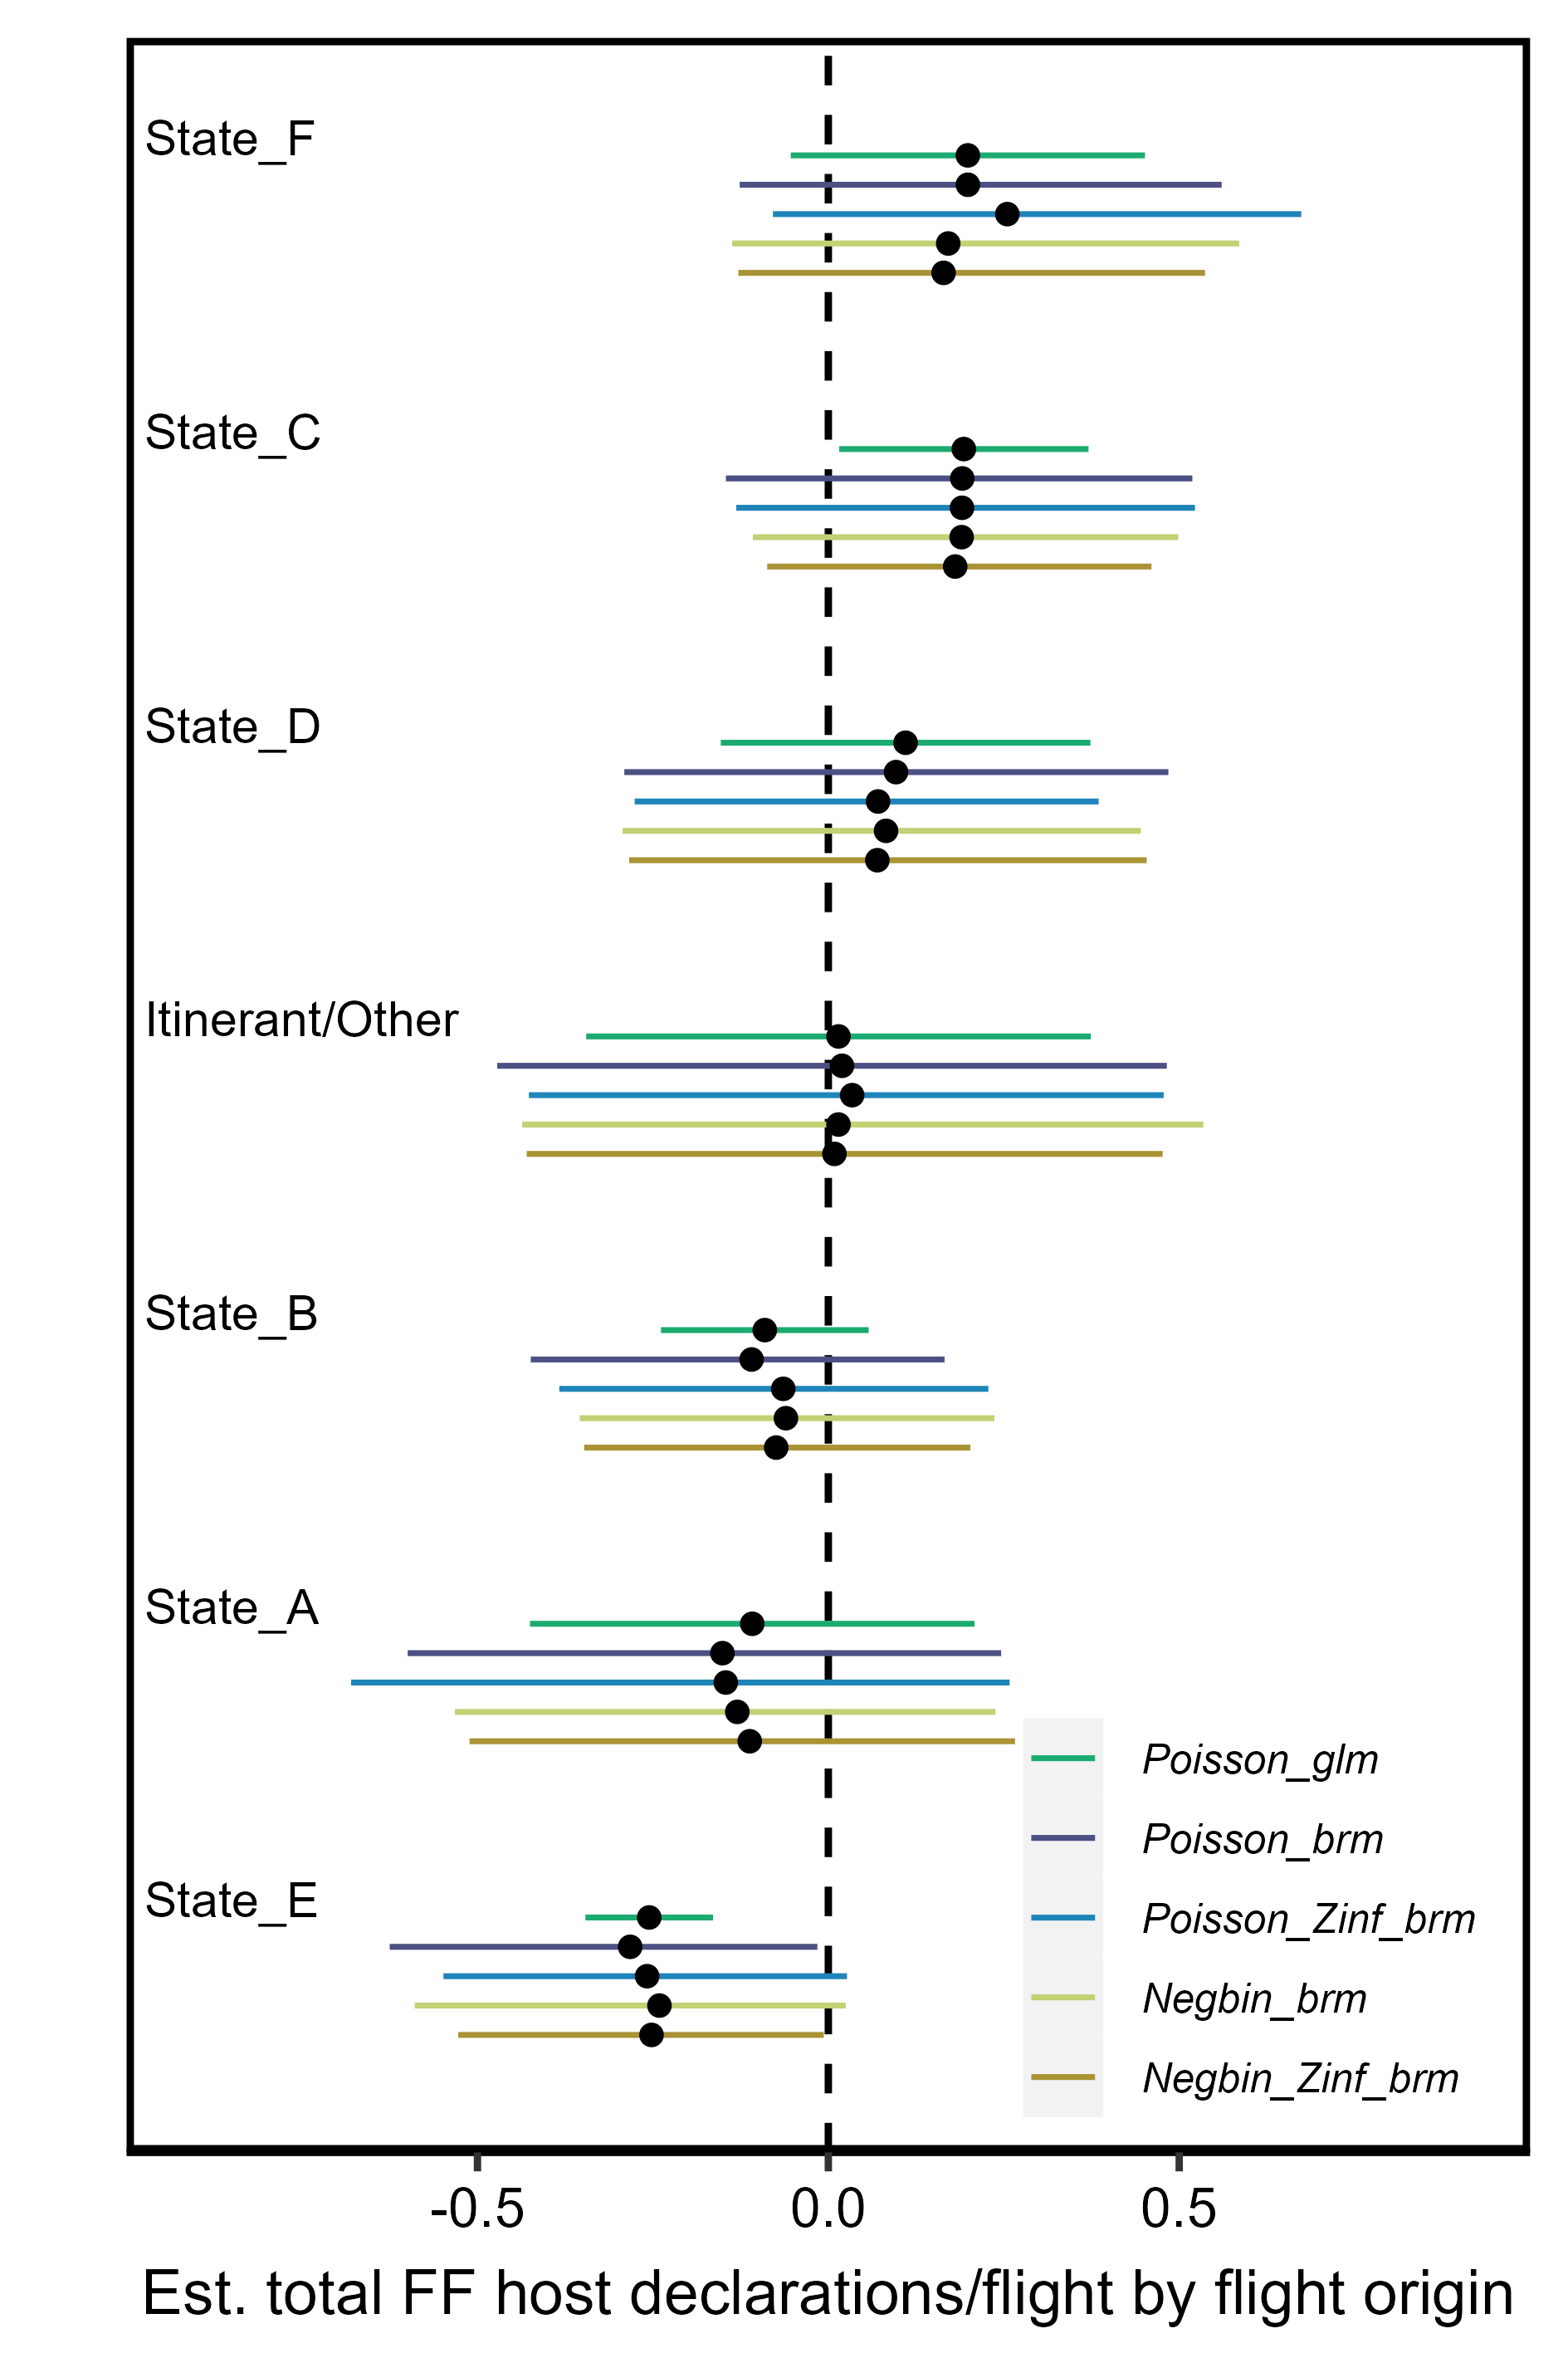 State_F
State_C
State_D
Itinerant/Other
State_B
State_A
State_E
Poisson_glm
Poisson_brm
Poisson_Zinf_brm
Negbin_brm
Negbin_Zinf_brm
-0.5 0.0 0.5
Est. total FF host declarations/flight by flight origin